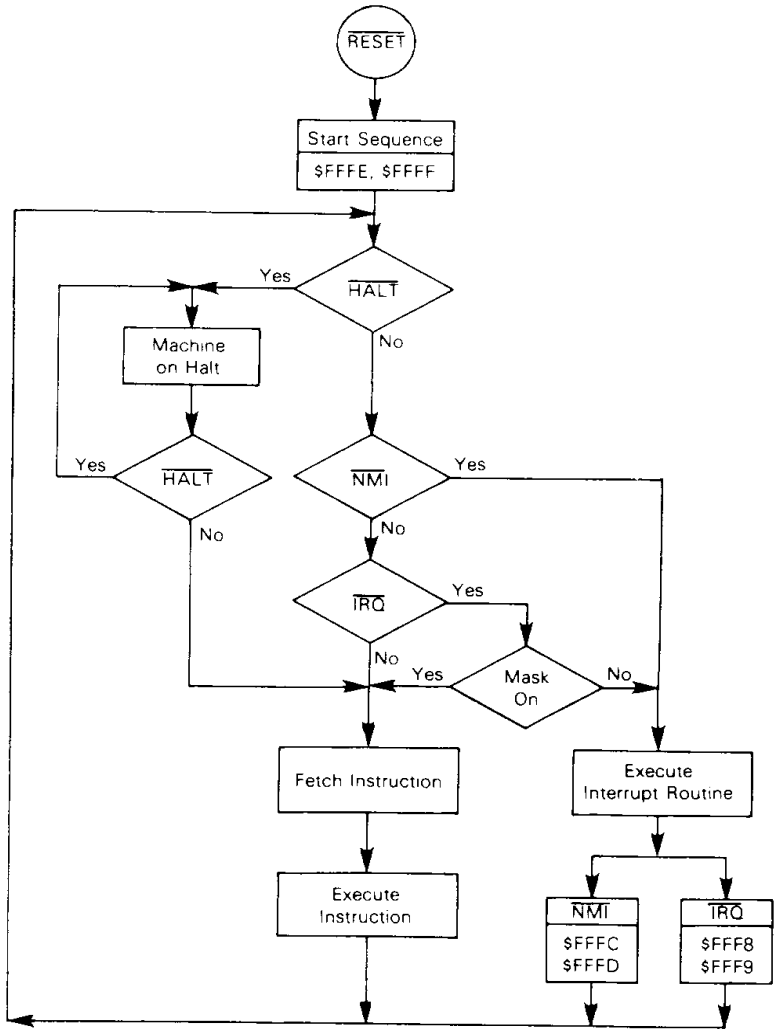 RESET
Start Sequence
$FFFE, $FFFF
Yes
HALT
No
Machine
on Halt
Yes
HALT
No
NMI
Yes
No
IRQ
Yes
No
Yes
Mask
On
No
Fetch Instruction
Execute
Interrupt Routine
Execute
Instruction
NMI
$FFFC
$FFFD
IRQ
$FFF8
$FFF9